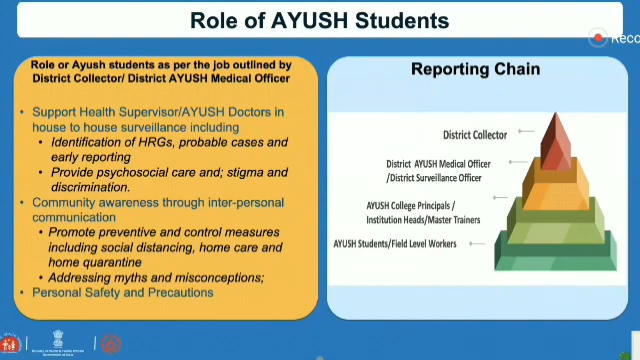 Role of AYUSH Students
Reco
Role or Ayush students as per the job outlined by
District Collector/ District AYUSH Medical Officer
• Support Health Supervisor/AYUSH Doctors in
house to house surveillance including
• Identification of HRGs, probable cases and
early reporting
• Provide psychosocial care and; stigma and
discrimination.
• Community awareness through inter-personal
communication
• Promote preventive and control measures
including social distancing, home care and
home quarantine
• Addressing myths and misconceptions;
• Personal Safety and Precautions
Reporting Chain
District Collector
District AYUSH Medical Officer
/District Surveillance Officer
AYUSH College Principals /
Institution Heads/Master Trainers
AYUSH Students/Field Level Workers